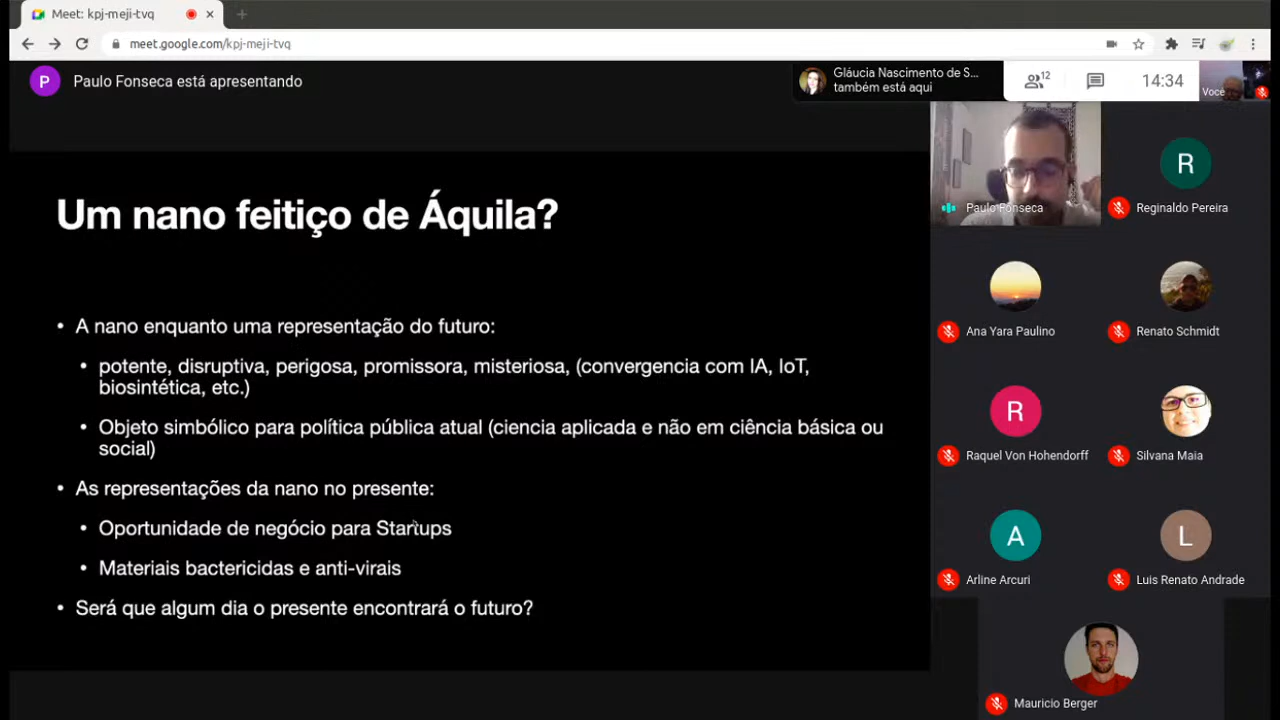 Meet: kpj-meji-tvq
meet.google.com/kpj-meji-tvq
P
Paulo Fonseca está apresentando
Gláucia Nascimento de S...
também está aqui
12
14:34
Você
Um nano feitiço de Áquila?
• A nano enquanto uma representação do futuro:
• potente, disruptiva, perigosa, promissora, misteriosa, (convergencia com IA, IoT,
biosintética, etc.)
• Objeto simbólico para política pública atual (ciencia aplicada e não em ciência básica ou
social)
• As representações da nano no presente:
• Oportunidade de negócio para Startups
• Materiais bactericidas e anti-virais
• Será que algum dia o presente encontrará o futuro?
Paulo Fonseca
R
Reginaldo Pereira
Ana Yara Paulino
Renato Schmidt
R
Raquel Von Hohendorff
Silvana Maia
A
Arline Arcuri
L
Luis Renato Andrade
Mauricio Berger